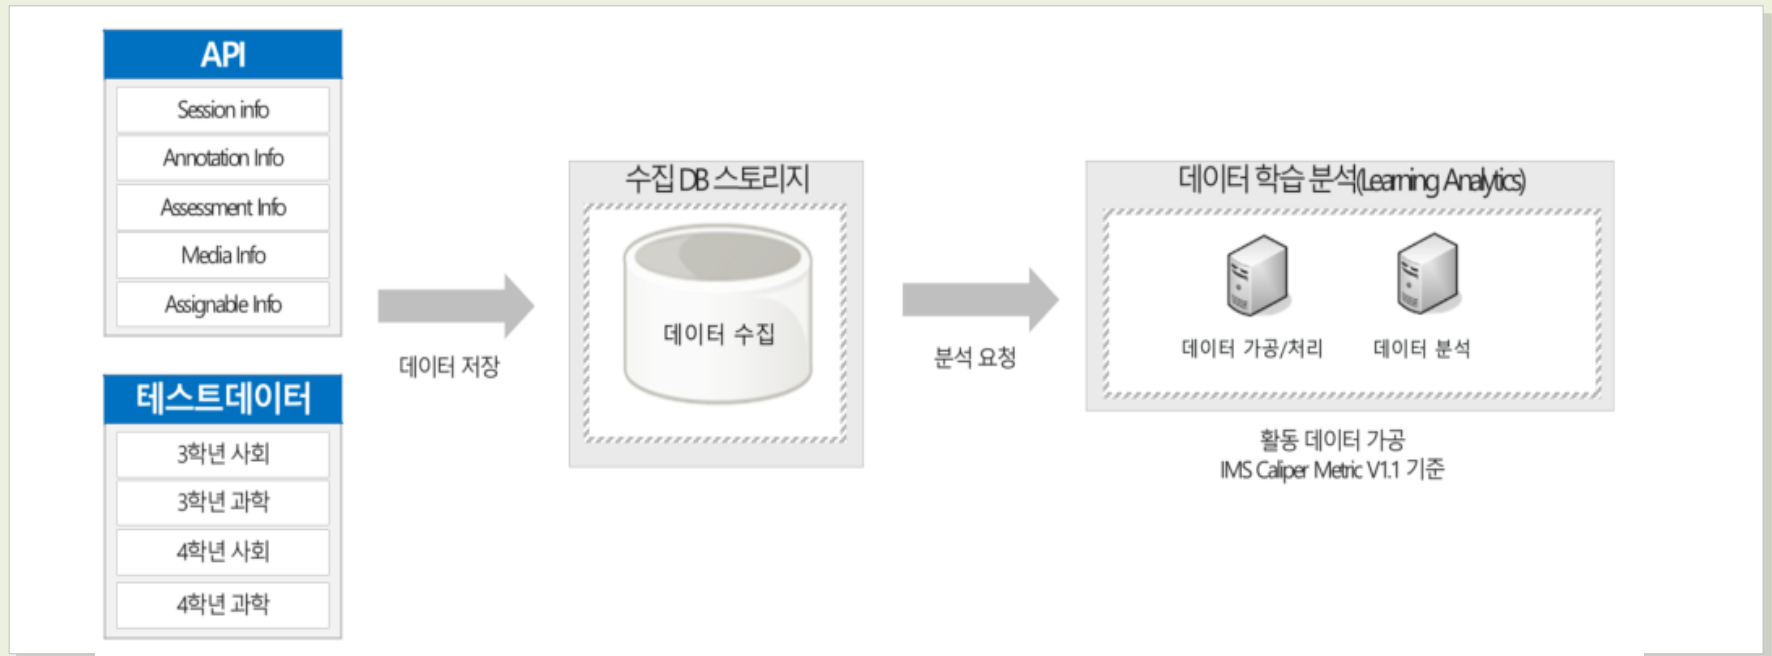 API
Session info
Annotation Info
Assessment Info
Media Info
Assignable Info
테스트데이터
3학년 사회
3학년 과학
4학년 사회
4학년 과학
데이터 저장
수집 DB 스토리지
데이터 수집
분석 요청
데이터 학습 분석(Learning Analytics)
데이터 가공/처리
데이터 분석
활동 데이터 가공
IMS Caliper Metric V1.1 기준